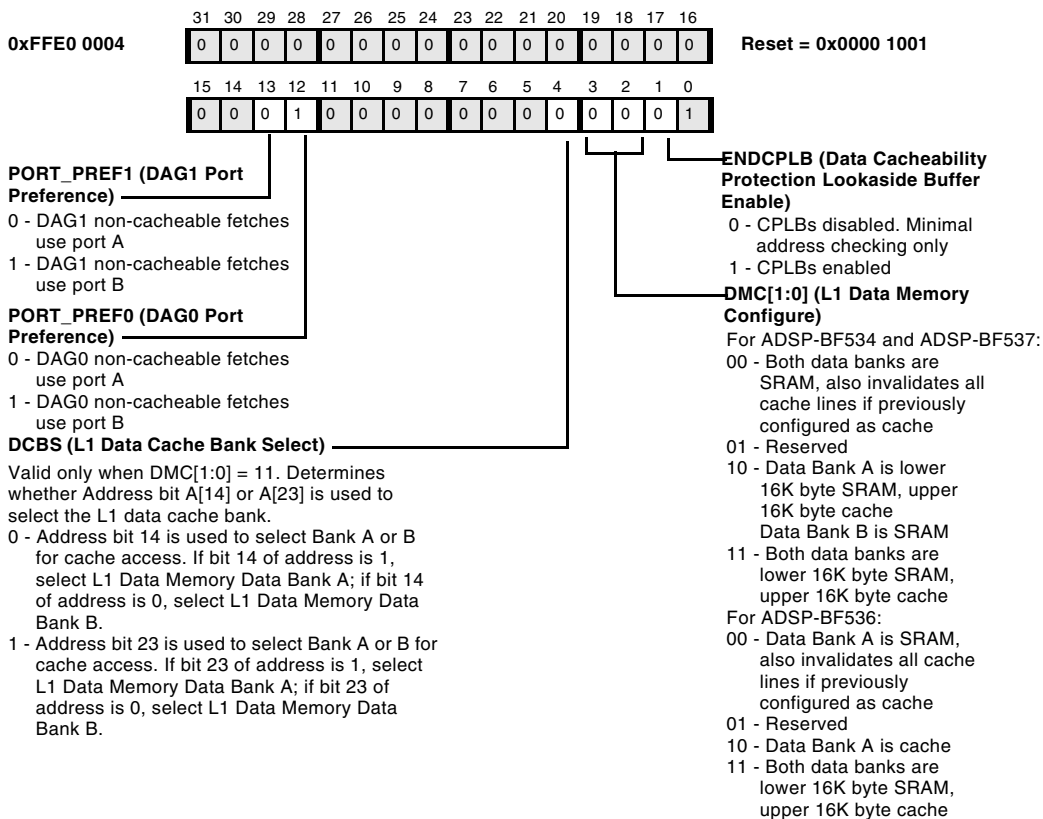 31 30 29 28 27 26 25 24 23 22 21 20 19 18 17 16
0xFFE0 0004 0 0 0 0 0 0 0 0 0 0 0 0 0 0 0 0 Reset = 0x0000 1001
15 14 13 12 11 10 9 8 7 6 5 4 3 2 1 0
0 0 0 1 0 0 0 0 0 0 0 0 0 0 0 1
PORT_PREF1 (DAG1 Port
Preference)
0 - DAG1 non-cacheable fetches
use port A
1 - DAG1 non-cacheable fetches
use port B
PORT_PREF0 (DAG0 Port
Preference)
0 - DAG0 non-cacheable fetches
use port A
1 - DAG0 non-cacheable fetches
use port B
DCBS (L1 Data Cache Bank Select)
Valid only when DMC[1:0] = 11. Determines
whether Address bit A[14] or A[23] is used to
select the L1 data cache bank.
0 - Address bit 14 is used to select Bank A or B
for cache access. If bit 14 of address is 1,
select L1 Data Memory Data Bank A; if bit 14
of address is 0, select L1 Data Memory Data
Bank B.
1 - Address bit 23 is used to select Bank A or B for
cache access. If bit 23 of address is 1, select
L1 Data Memory Data Bank A; if bit 23 of
address is 0, select L1 Data Memory Data
Bank B.
ENDCPLB (Data Cacheability
Protection Lookaside Buffer
Enable)
0 - CPLBs disabled. Minimal
address checking only
1 - CPLBs enabled
DMC[1:0] (L1 Data Memory
Configure)
For ADSP-BF534 and ADSP-BF537:
00 - Both data banks are
SRAM, also invalidates all
cache lines if previously
configured as cache
01 - Reserved
10 - Data Bank A is lower
16K byte SRAM, upper
16K byte cache
Data Bank B is SRAM
11 - Both data banks are
lower 16K byte SRAM,
upper 16K byte cache
For ADSP-BF536:
00 - Data Bank A is SRAM,
also invalidates all cache
lines if previously
configured as cache
01 - Reserved
10 - Data Bank A is cache
11 - Both data banks are
lower 16K byte SRAM,
upper 16K byte cache